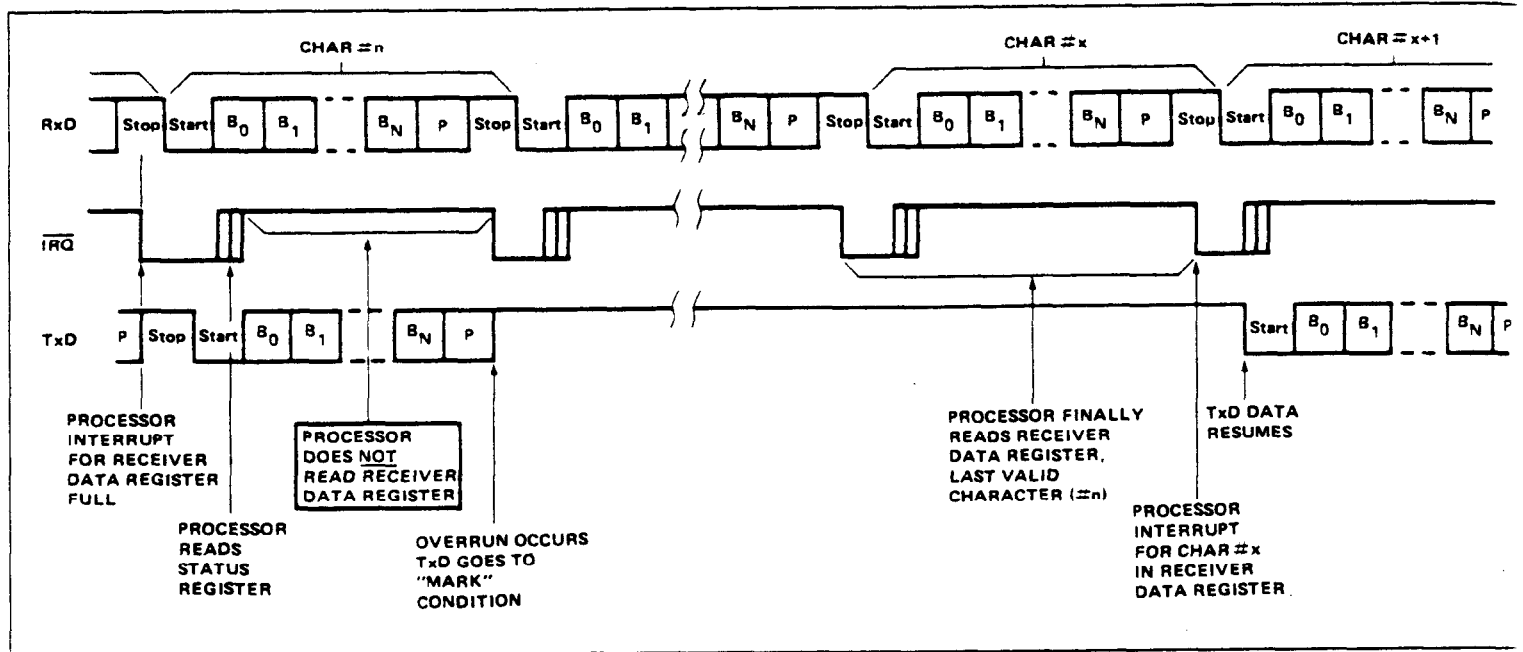 CHAR #n
CHAR #x
CHAR #x+1
RxD Stop Start B0 B1 BN P Stop Start B0 B1 BN P Stop Start B0 B1 BN P Stop Start B0 B1 BN P
IRQ
TxD P Stop Start B0 B1 BN P Start B0 B1 BN P
PROCESSOR
INTERRUPT
FOR RECEIVER
DATA REGISTER
FULL
PROCESSOR
READS
STATUS
REGISTER
PROCESSOR
DOES NOT
READ RECEIVER
DATA REGISTER
OVERRUN OCCURS
TxD GOES TO
"MARK"
CONDITION
PROCESSOR FINALLY
READS RECEIVER
DATA REGISTER,
LAST VALID
CHARACTER (#n)
PROCESSOR
INTERRUPT
FOR CHAR #x
IN RECEIVER
DATA REGISTER
TxD DATA
RESUMES